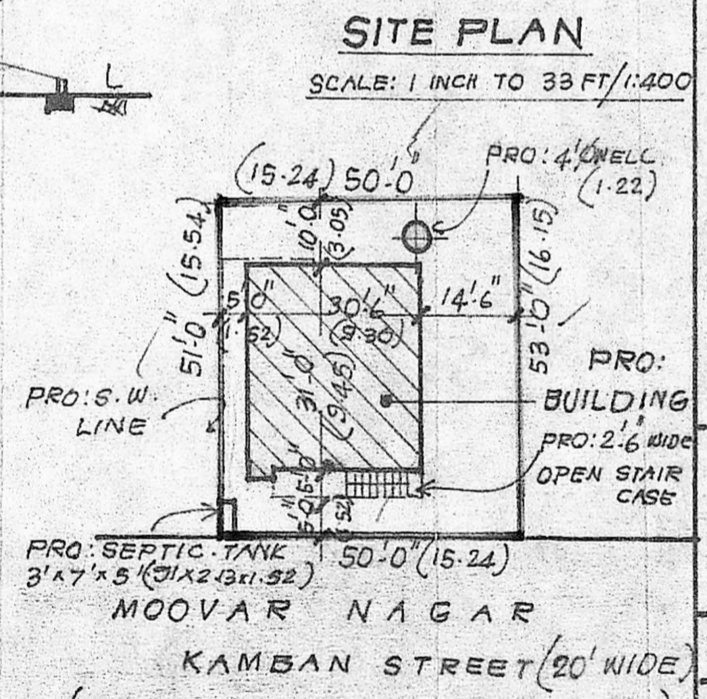 SITE PLAN
SCALE: 1 INCH TO 33 FT/1:400
L
PRO: 4'Ø WELL
(1.22)
(15.24) 50'-0"
10'-0"
(3.05)
51'-0" (15.54)
5'-0"
(1.52)
30'-6"
(9.30)
14'-6"
53'-0" (16.15)
31'-0"
(9.45)
PRO: S.W.
LINE
PRO:
BUILDING
PRO: 2'-6" WIDE
OPEN STAIR
CASE
5'-0"
5'-0"
PRO: SEPTIC.TANK
3'x7'x5'
50'-0" (15.24)
MOOVAR NAGAR
KAMBAN STREET (20' WIDE)